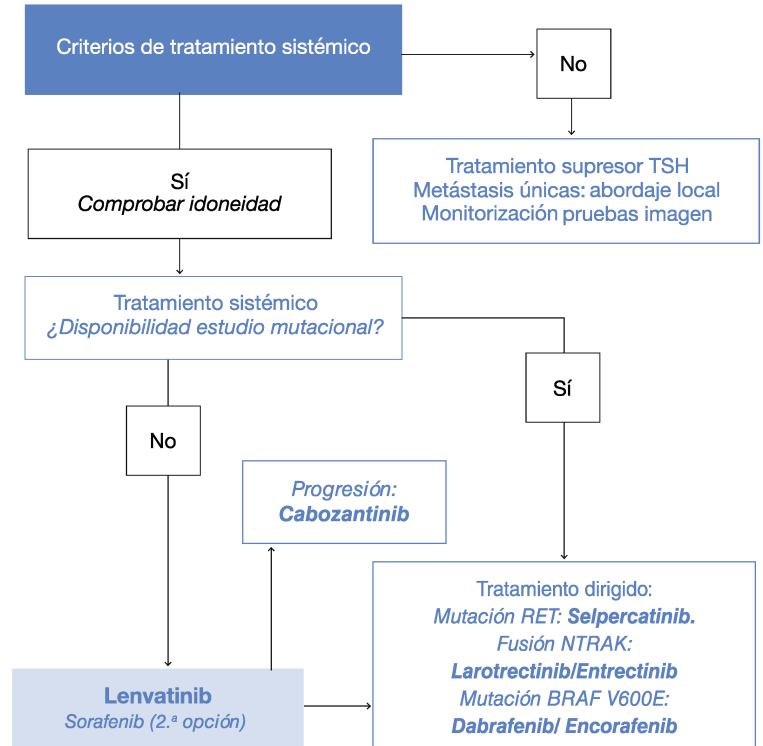 Criterios de tratamiento sistémico
No
Sí
Comprobar idoneidad
Tratamiento supresor TSH
Metástasis únicas: abordaje local
Monitorización pruebas imagen
Tratamiento sistémico
¿Disponibilidad estudio mutacional?
Sí
No
Progresión:
Cabozantinib
Tratamiento dirigido:
Mutación RET: Selpercatinib.
Fusión NTRAK:
Larotrectinib/Entrectinib
Mutación BRAF V600E:
Dabrafenib/ Encorafenib
Lenvatinib
Sorafenib (2.ª opción)